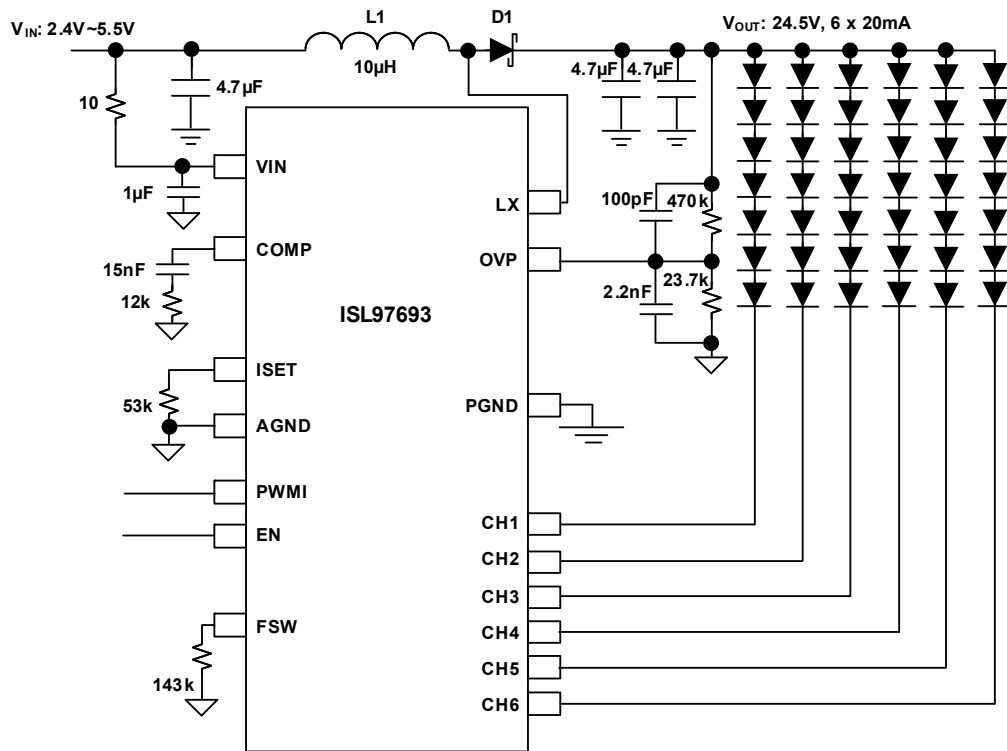 VIN: 2.4V~5.5V
L1
D1
VOUT: 24.5V, 6 x 20mA
10µH
4.7µF
4.7µF 4.7µF
10
VIN
1µF
LX
100pF 470k
COMP
OVP
15nF
12k
2.2nF 23.7k
ISL97693
ISET
53k
PGND
AGND
PWMI
EN
CH1
CH2
CH3
FSW
CH4
CH5
143k
CH6